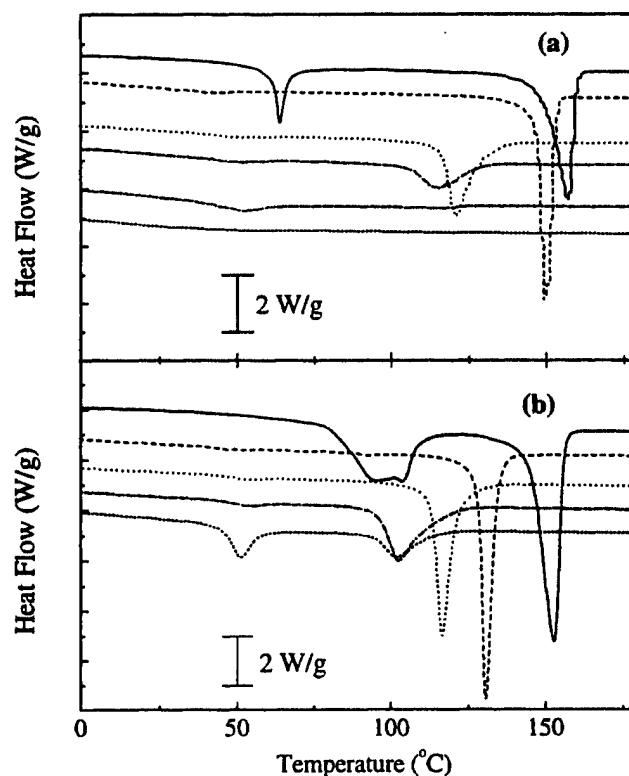 (a)
Heat Flow (W/g)
2 W/g
(b)
Heat Flow (W/g)
2 W/g
0 50 100 150
Temperature (°C)